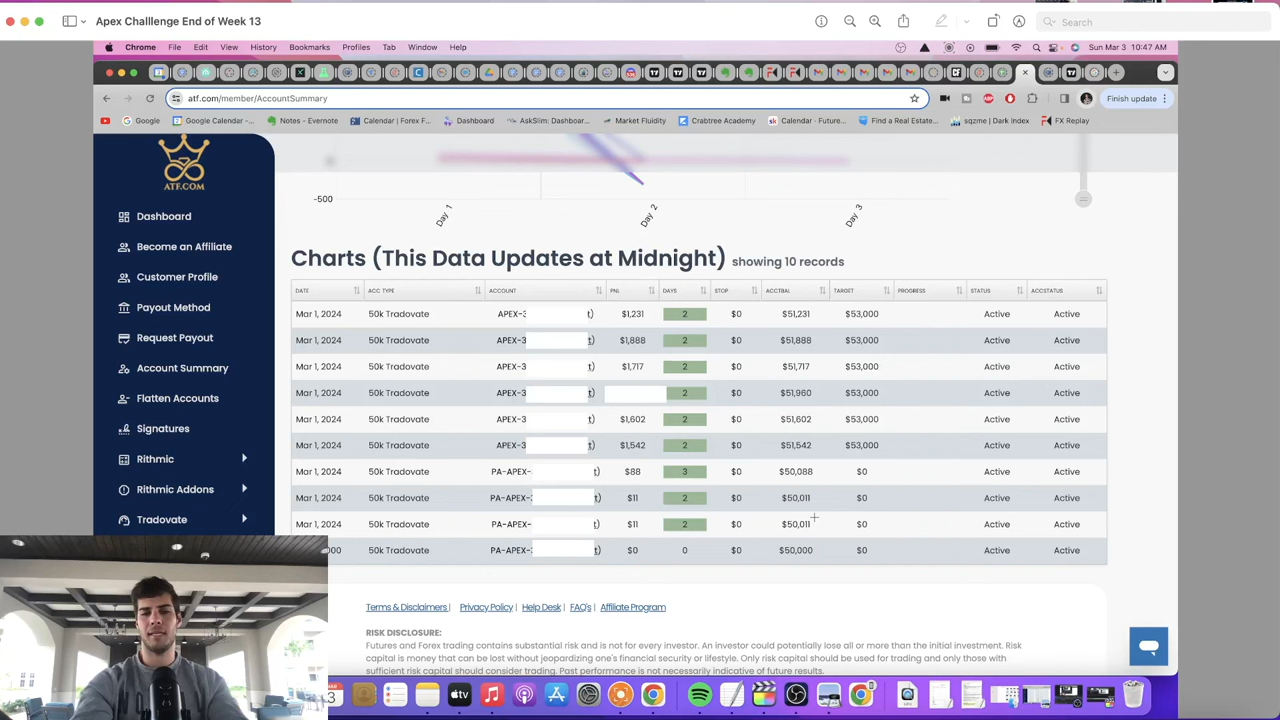 Apex Challlenge End of Week 13
Search
Chrome File Edit View History Bookmarks Profiles Tab Window Help
Sun Mar 3 10:47 AM
atf.com/member/AccountSummary
Finish update
Google
Google Calendar -...
Notes - Evernote
Calendar | Forex F...
Dashboard
AskSlim: Dashboar...
Market Fluidity
Crabtree Academy
Calendar · Future...
Find a Real Estate...
sqzme | Dark Index
FX Replay
ATF.COM
Dashboard
Become an Affiliate
Customer Profile
Payout Method
Request Payout
Account Summary
Flatten Accounts
Signatures
Rithmic
Rithmic Addons
Tradovate
-500
Day 1
Day 2
Day 3
Charts (This Data Updates at Midnight) showing 10 records
DATE ACC TYPE ACCOUNT PNL DAYS STOP ACCTBAL TARGET PROGRESS STATUS ACCSTATUS
Mar 1, 2024 50k Tradovate APEX-3 t) $1,231 2 $0 $51,231 $53,000 Active Active
Mar 1, 2024 50k Tradovate APEX-3 t) $1,888 2 $0 $51,888 $53,000 Active Active
Mar 1, 2024 50k Tradovate APEX-3 t) $1,717 2 $0 $51,717 $53,000 Active Active
Mar 1, 2024 50k Tradovate APEX-3 t) 2 $0 $51,960 $53,000 Active Active
Mar 1, 2024 50k Tradovate APEX-3 t) $1,602 2 $0 $51,602 $53,000 Active Active
Mar 1, 2024 50k Tradovate APEX-3 t) $1,542 2 $0 $51,542 $53,000 Active Active
Mar 1, 2024 50k Tradovate PA-APEX- t) $88 3 $0 $50,088 $0 Active Active
Mar 1, 2024 50k Tradovate PA-APEX-3 t) $11 2 $0 $50,011 $0 Active Active
Mar 1, 2024 50k Tradovate PA-APEX- t) $11 2 $0 $50,011 $0 Active Active
000 50k Tradovate PA-APEX-3 t) $0 0 $0 $50,000 $0 Active Active
Terms & Disclaimers | Privacy Policy | Help Desk | FAQ's | Affiliate Program
RISK DISCLOSURE:
Futures and Forex trading contains substantial risk and is not for every investor. An investor could potentially lose all or more than the initial investment. Risk
capital is money that can be lost without jeopardizing one's financial security or lifestyle. Only risk capital should be used for trading and only those with
sufficient risk capital should consider trading. Past performance is not necessarily indicative of future results.